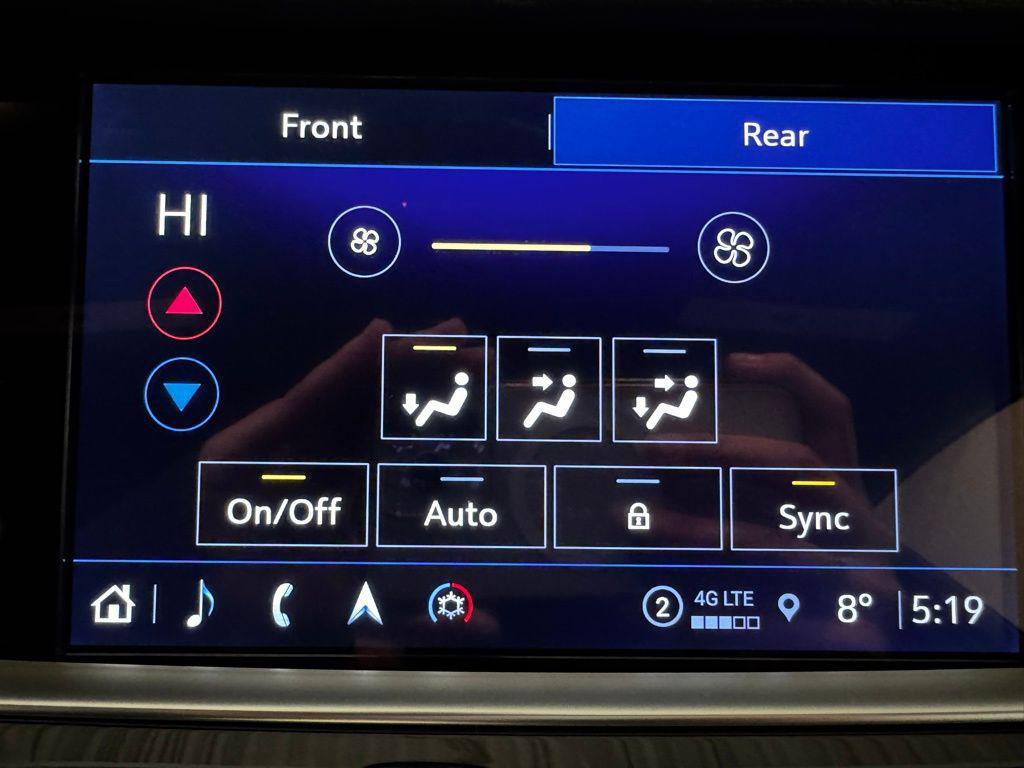 Front
Rear
HI
On/Off
Auto
Sync
2
4G LTE
8°
5:19